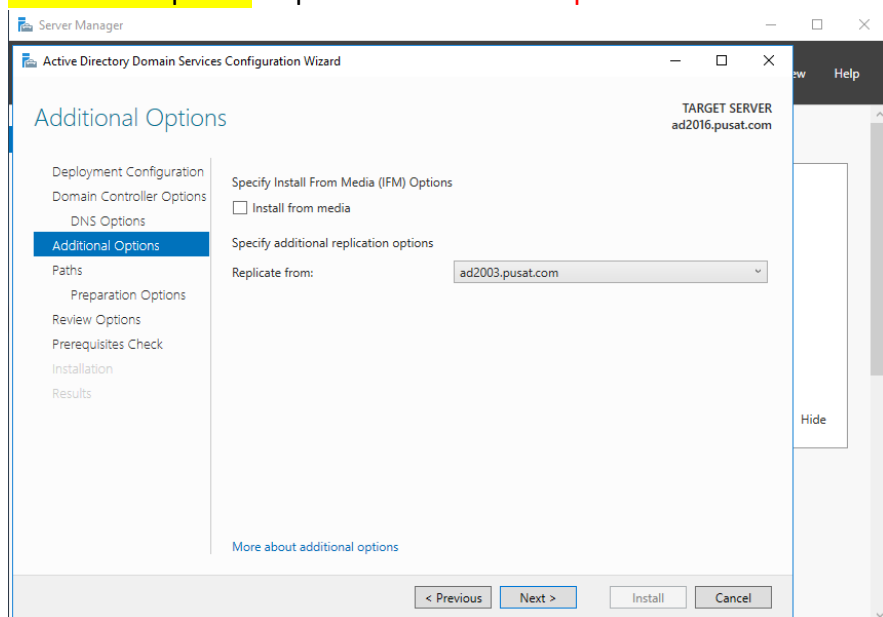 Server Manager
Active Directory Domain Services Configuration Wizard
ew Help
Additional Options
TARGET SERVER
ad2016.pusat.com
Deployment Configuration
Domain Controller Options
DNS Options
Additional Options
Paths
Preparation Options
Review Options
Prerequisites Check
Installation
Results
Specify Install From Media (IFM) Options
Install from media
Specify additional replication options
Replicate from: ad2003.pusat.com
More about additional options
Hide
< Previous Next > Install Cancel